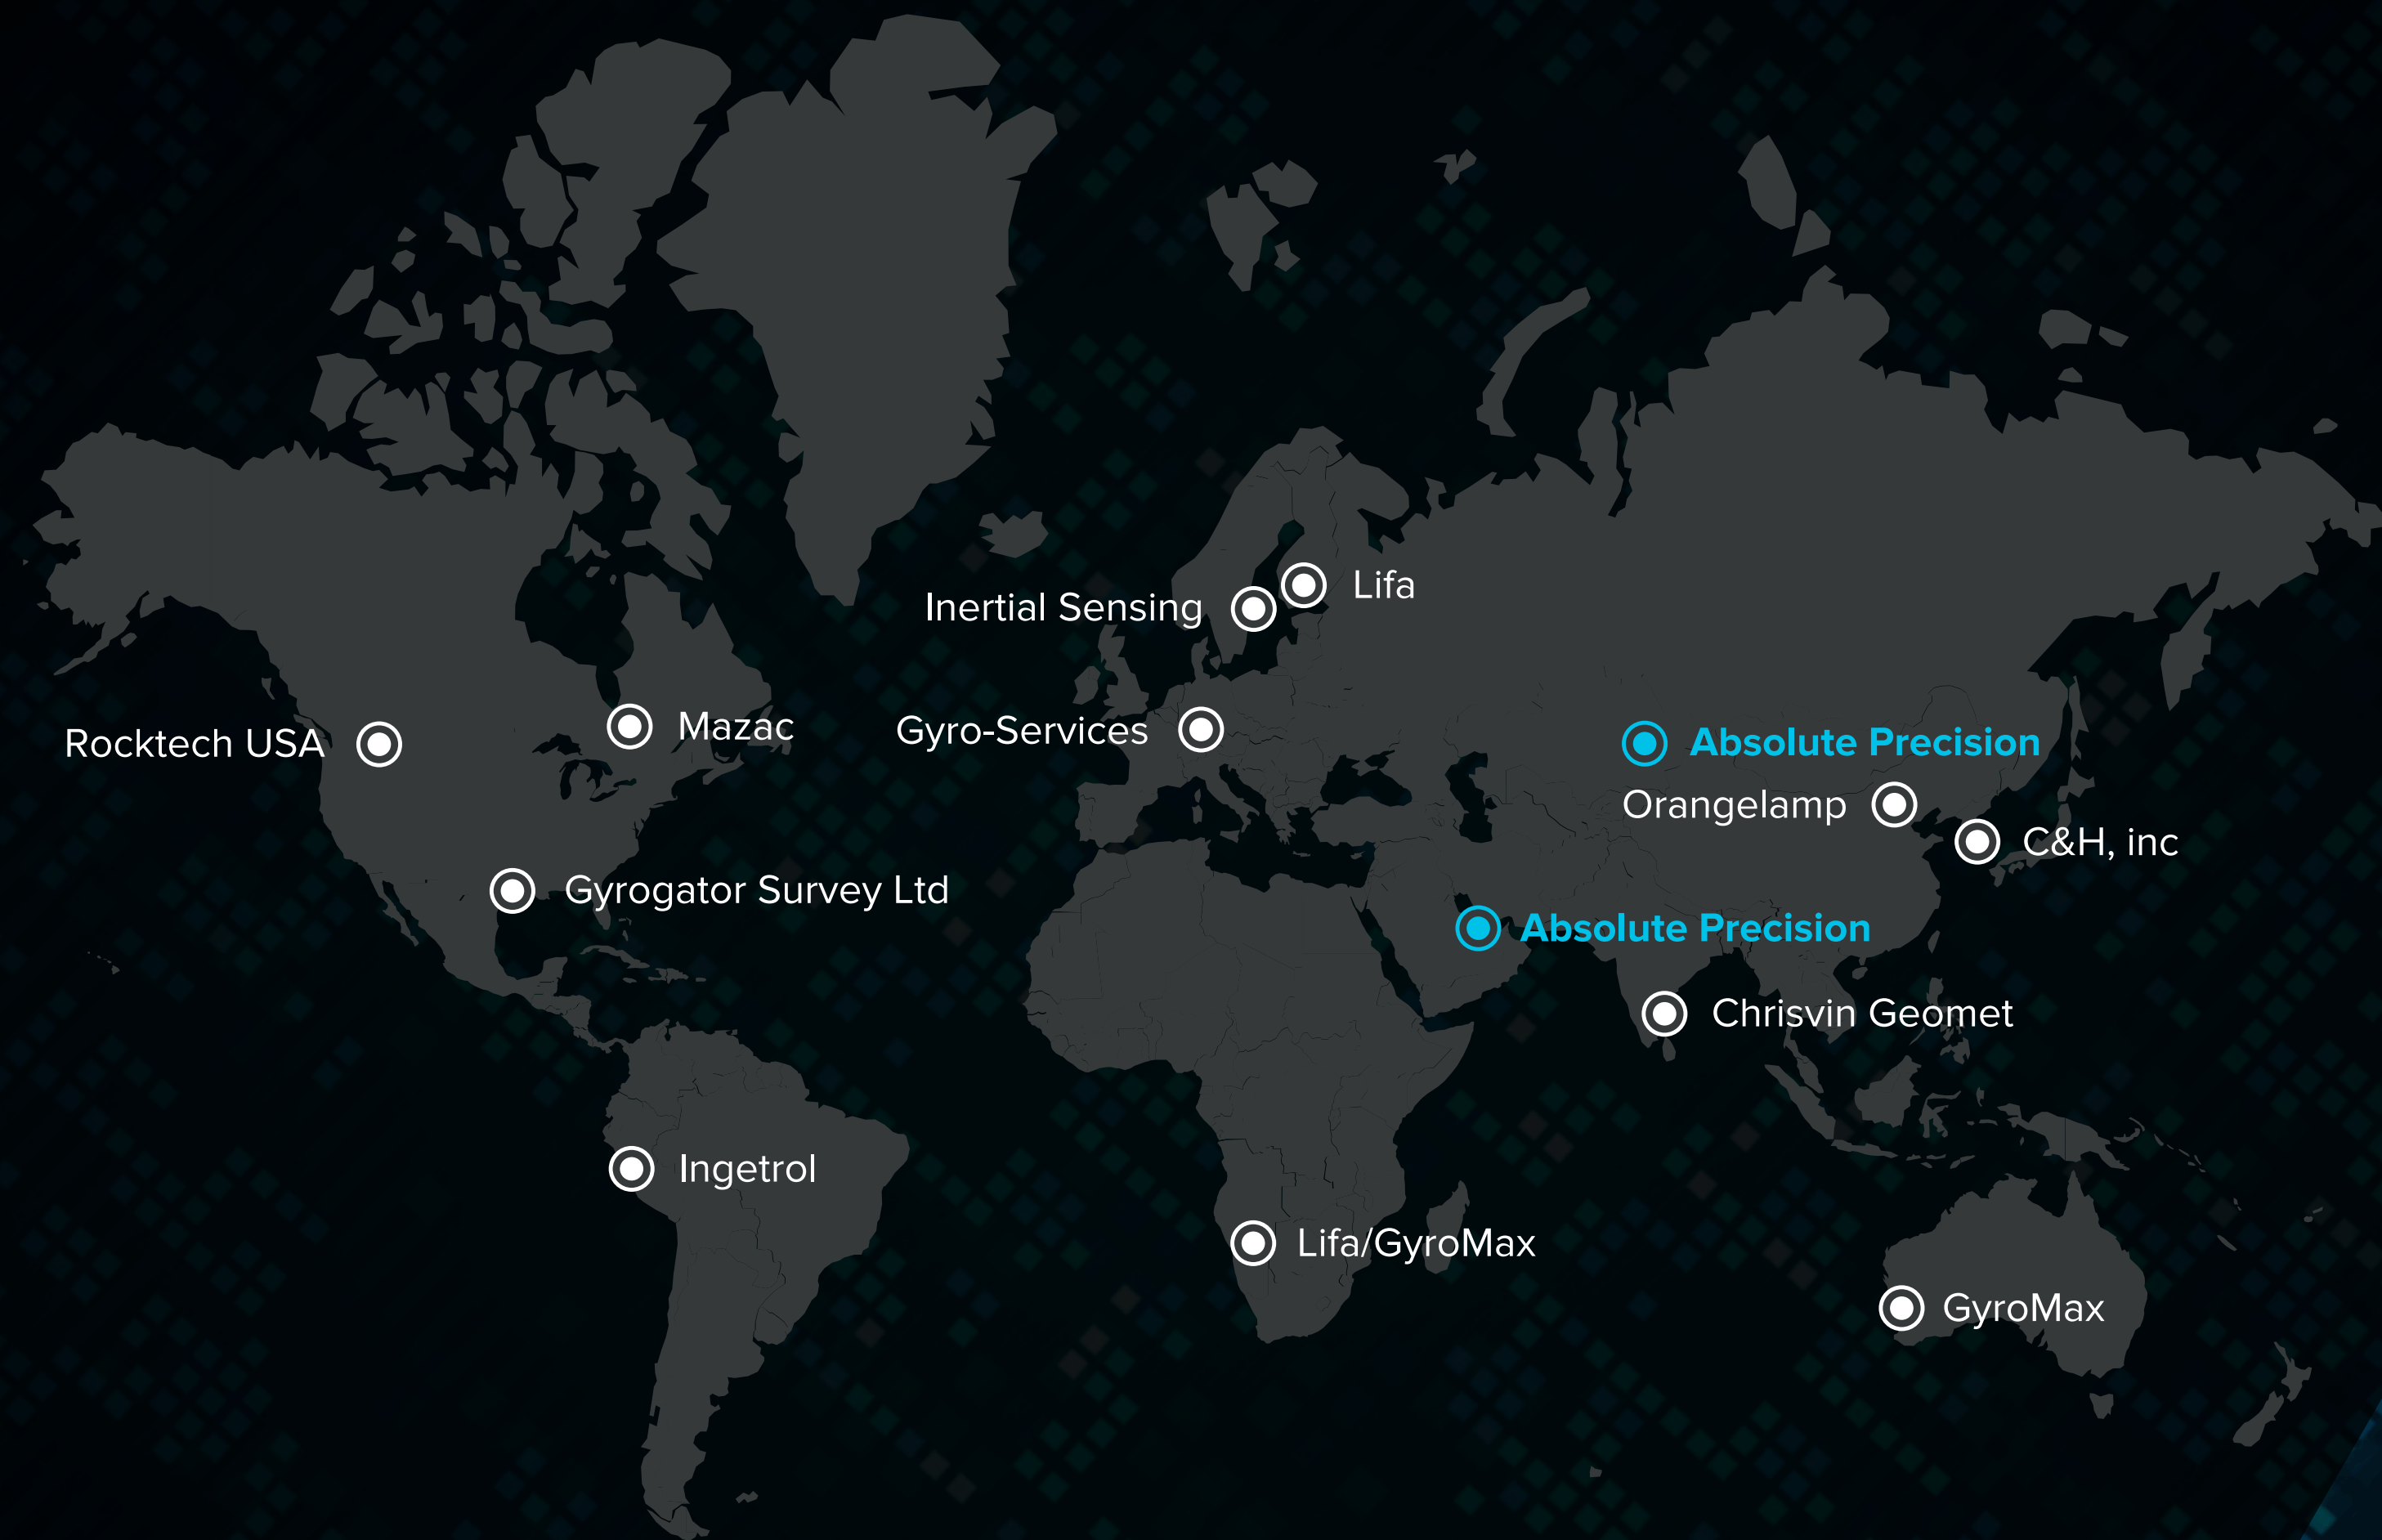 Lifa
Inertial Sensing
Mazac
Gyro-Services
Rocktech USA
Absolute Precision
Orangelamp
C&H, inc
Gyrogator Survey Ltd
Absolute Precision
Chrisvin Geomet
Ingetrol
Lifa/GyroMax
GyroMax